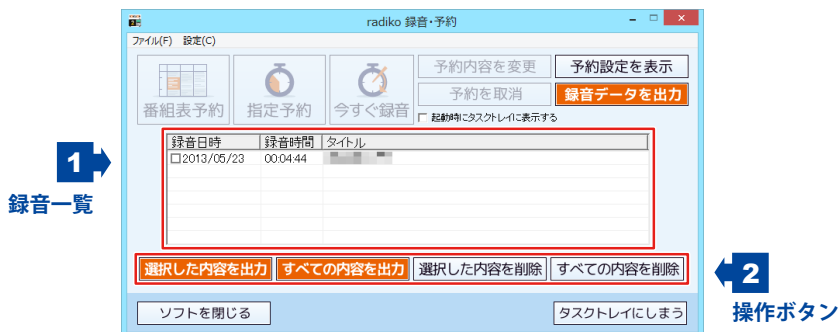 radiko 録音・予約
ファイル(F) 設定(C)
番組表予約 指定予約 今すぐ録音
予約内容を変更 予約設定を表示
予約を取消 録音データを出力
起動時にタスクトレイに表示する
1
録音一覧
録音日時 録音時間 タイトル
2013/05/23 00:04:44
選択した内容を出力 すべての内容を出力 選択した内容を削除 すべての内容を削除
2
操作ボタン
ソフトを閉じる タスクトレイにしまう